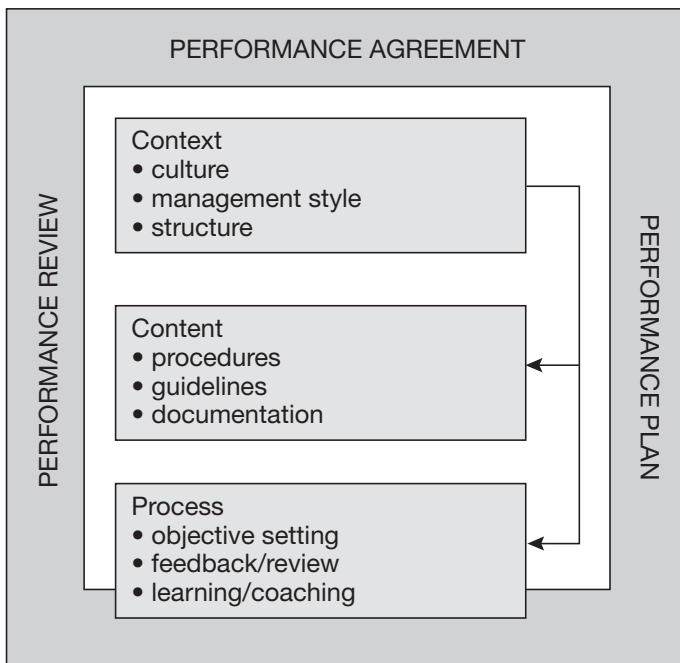 PERFORMANCE AGREEMENT
PERFORMANCE REVIEW
Context
• culture
• management style
• structure
Content
• procedures
• guidelines
• documentation
Process
• objective setting
• feedback/review
• learning/coaching
PERFORMANCE PLAN